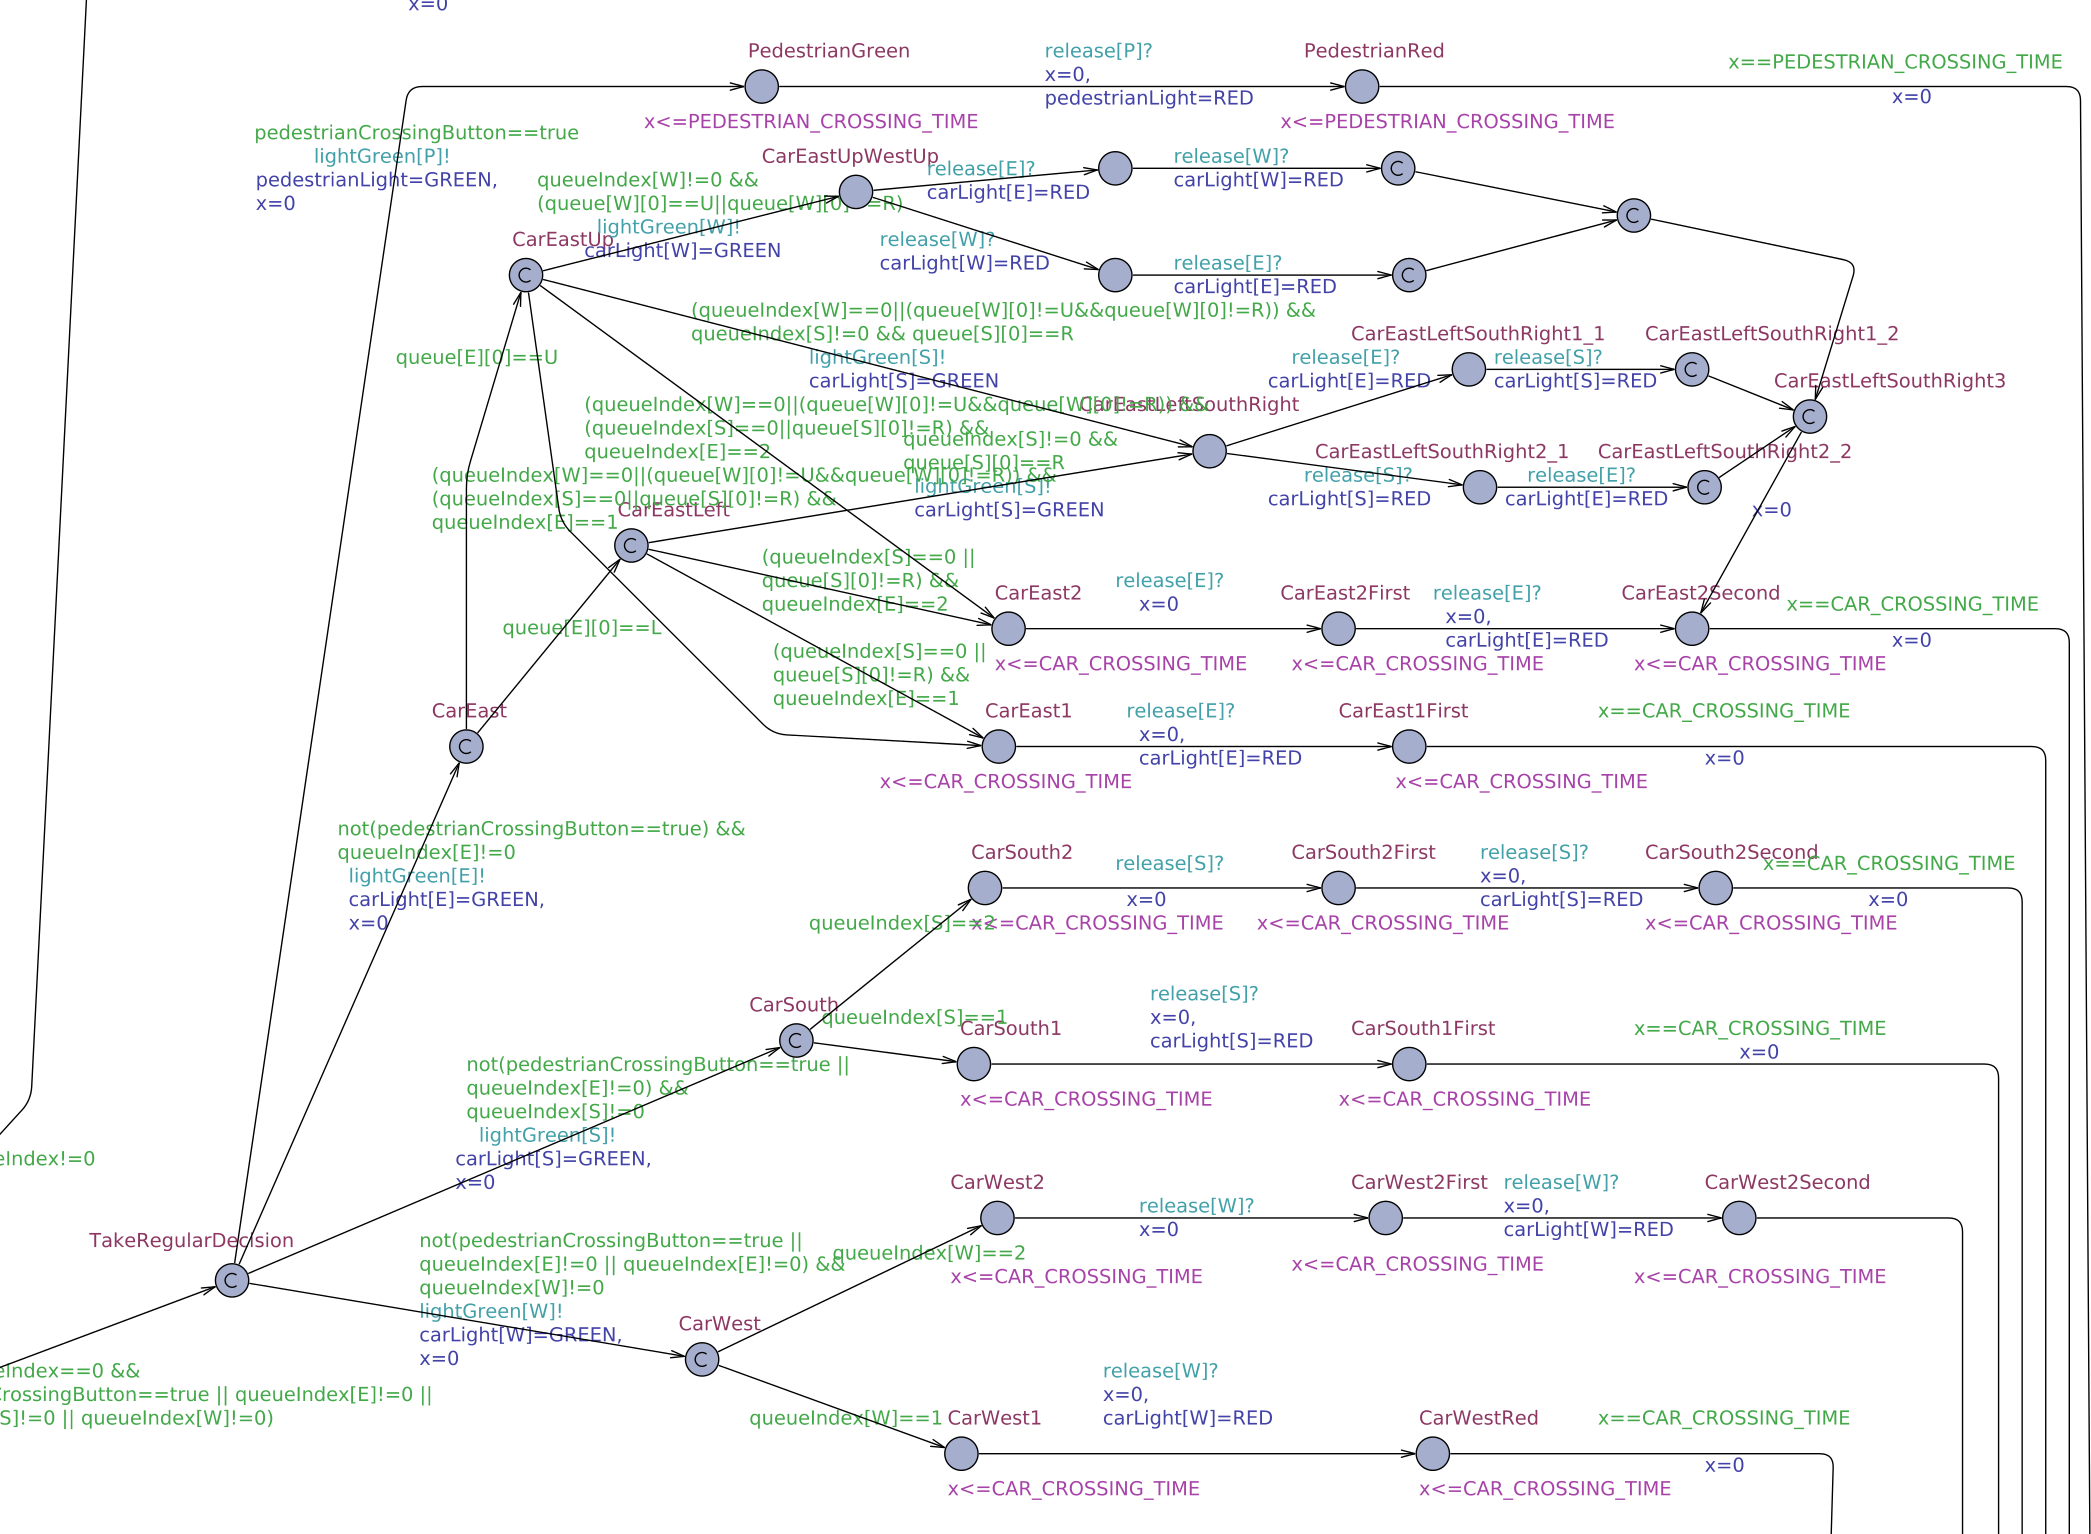 x=0
PedestrianGreen
release[P]?
x=0,
pedestrianLight=RED
PedestrianRed
x==PEDESTRIAN_CROSSING_TIME
x=0
x<=PEDESTRIAN_CROSSING_TIME
x<=PEDESTRIAN_CROSSING_TIME
pedestrianCrossingButton==true
lightGreen[P]!
pedestrianLight=GREEN,
x=0
CarEastUpWestUp
release[E]?
carLight[E]=RED
release[W]?
carLight[W]=RED
queueIndex[W]!=0 &&
(queue[W][0]==U||queue[W][0]==R)
lightGreen[W]!
carLight[W]=GREEN
CarEastUp
release[W]?
carLight[W]=RED
release[E]?
carLight[E]=RED
(queueIndex[W]==0||(queue[W][0]!=U&&queue[W][0]!=R)) &&
queueIndex[S]!=0 && queue[S][0]==R
lightGreen[S]!
carLight[S]=GREEN
queue[E][0]==U
CarEastLeftSouthRight1_1
CarEastLeftSouthRight1_2
release[E]?
carLight[E]=RED
release[S]?
carLight[S]=RED
CarEastLeftSouthRight3
(queueIndex[W]==0||(queue[W][0]!=U&&queue[W][0]!=R)) &&
(queueIndex[S]==0||queue[S][0]!=R) &&
queueIndex[E]==2
CarEastLeftSouthRight
queueIndex[S]!=0 &&
queue[S][0]==R
lightGreen[S]!
carLight[S]=GREEN
CarEastLeftSouthRight2_1
CarEastLeftSouthRight2_2
release[S]?
carLight[S]=RED
release[E]?
carLight[E]=RED
x=0
(queueIndex[W]==0||(queue[W][0]!=U&&queue[W][0]!=R)) &&
(queueIndex[S]==0||queue[S][0]!=R) &&
queueIndex[E]==1
CarEastLeft
(queueIndex[S]==0 ||
queue[S][0]!=R) &&
queueIndex[E]==2
CarEast2
release[E]?
x=0
CarEast2First
release[E]?
x=0,
carLight[E]=RED
CarEast2Second
x==CAR_CROSSING_TIME
x=0
x<=CAR_CROSSING_TIME
x<=CAR_CROSSING_TIME
x<=CAR_CROSSING_TIME
queue[E][0]==L
(queueIndex[S]==0 ||
queue[S][0]!=R) &&
queueIndex[E]==1
CarEast
CarEast1
release[E]?
x=0,
carLight[E]=RED
CarEast1First
x==CAR_CROSSING_TIME
x=0
x<=CAR_CROSSING_TIME
x<=CAR_CROSSING_TIME
not(pedestrianCrossingButton==true) &&
queueIndex[E]!=0
lightGreen[E]!
carLight[E]=GREEN,
x=0
CarSouth2
release[S]?
x=0
CarSouth2First
release[S]?
x=0,
carLight[S]=RED
CarSouth2Second
x==CAR_CROSSING_TIME
x=0
queueIndex[S]==2
x<=CAR_CROSSING_TIME
x<=CAR_CROSSING_TIME
x<=CAR_CROSSING_TIME
CarSouth
queueIndex[S]==1
CarSouth1
release[S]?
x=0,
carLight[S]=RED
CarSouth1First
x==CAR_CROSSING_TIME
x=0
x<=CAR_CROSSING_TIME
x<=CAR_CROSSING_TIME
not(pedestrianCrossingButton==true ||
queueIndex[E]!=0) &&
queueIndex[S]!=0
lightGreen[S]!
carLight[S]=GREEN,
x=0
eIndex!=0
TakeRegularDecision
not(pedestrianCrossingButton==true ||
queueIndex[E]!=0 || queueIndex[E]!=0) &&
queueIndex[W]!=0
lightGreen[W]!
carLight[W]=GREEN,
x=0
CarWest2
release[W]?
x=0
CarWest2First
release[W]?
x=0,
carLight[W]=RED
CarWest2Second
queueIndex[W]==2
x<=CAR_CROSSING_TIME
x<=CAR_CROSSING_TIME
x<=CAR_CROSSING_TIME
CarWest
eIndex==0 &&
CrossingButton==true || queueIndex[E]!=0 ||
S]!=0 || queueIndex[W]!=0)
queueIndex[W]==1
CarWest1
release[W]?
x=0,
carLight[W]=RED
CarWestRed
x==CAR_CROSSING_TIME
x=0
x<=CAR_CROSSING_TIME
x<=CAR_CROSSING_TIME